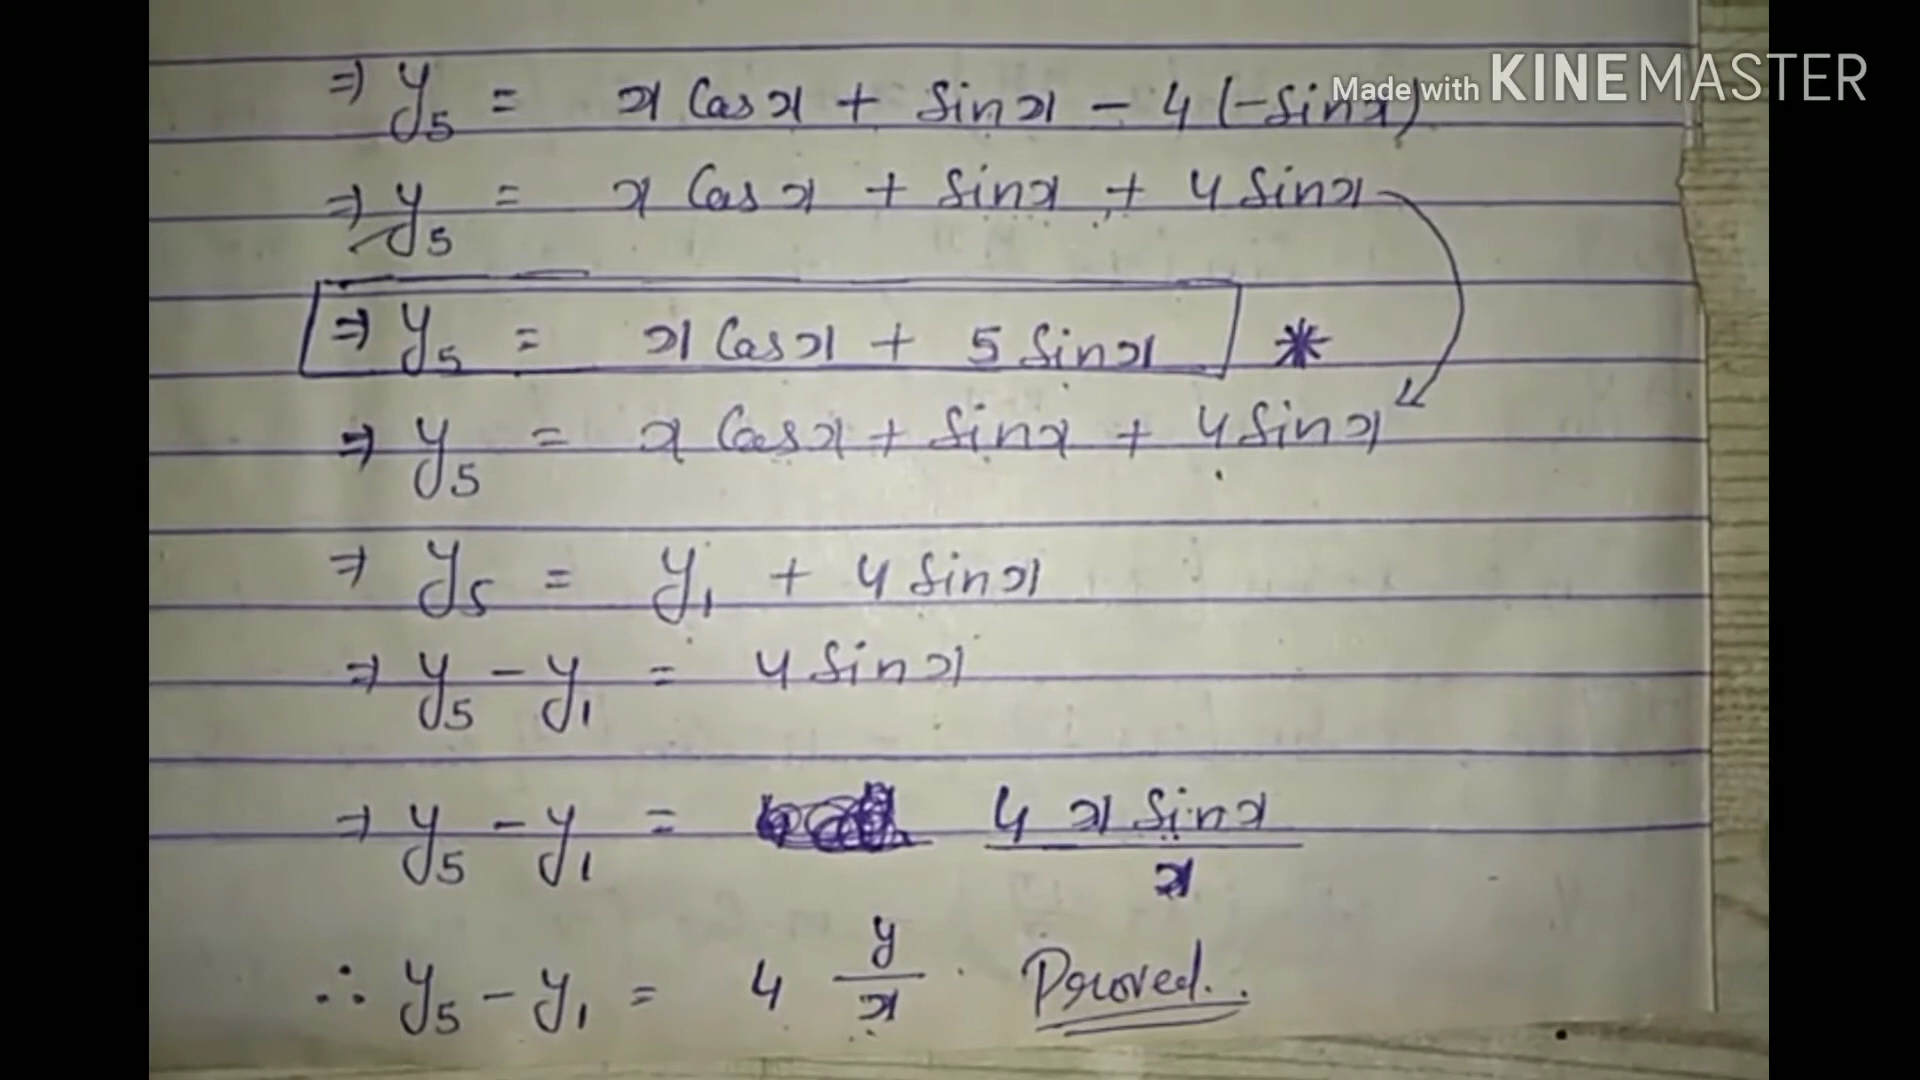 Made with KINEMASTER
⇒ y₅ = x Cos x + Sin x − 4 (−Sin x)
⇒ y₅ = x Cos x + Sin x + 4 Sin x
⇒ y₅ = x Cos x + 5 Sin x *
⇒ y₅ = x Cos x + Sin x + 4 Sin x
⇒ y₅ = y₁ + 4 Sin x
⇒ y₅ − y₁ = 4 Sin x
⇒ y₅ − y₁ = 4 x Sin x / x
∴ y₅ − y₁ = 4 y / x . Proved.